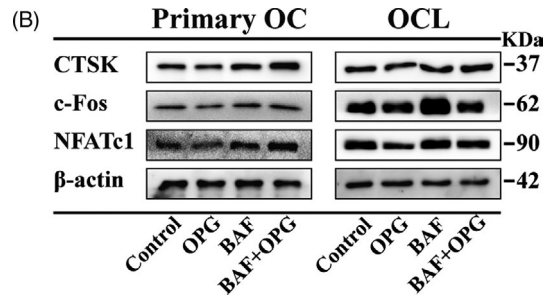 (B) Primary OC OCL
KDa
CTSK -37
c-Fos -62
NFATc1 -90
β-actin -42
Control OPG BAF BAF+OPG Control OPG BAF BAF+OPG